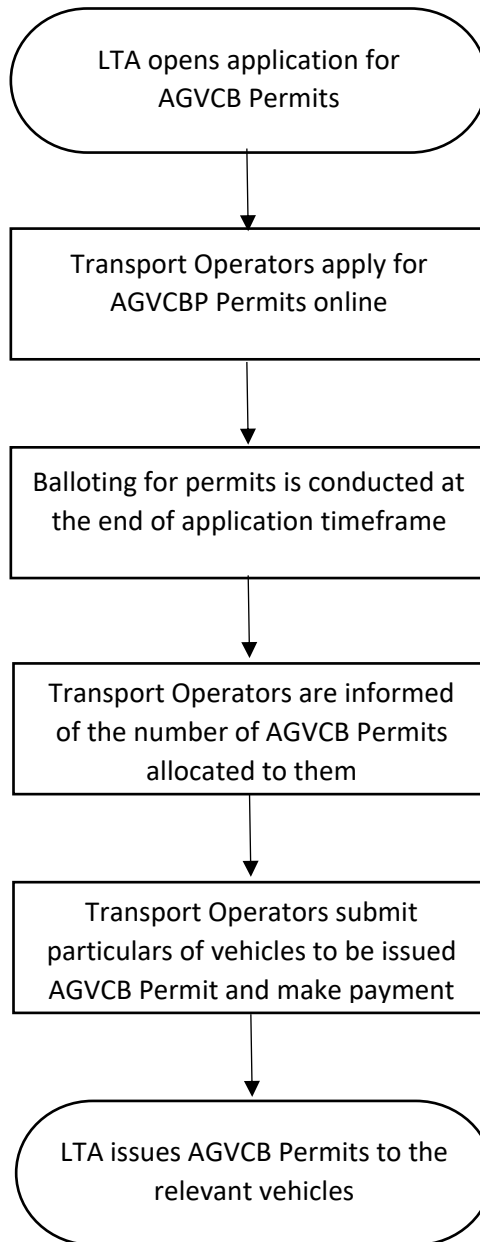 LTA opens application for
AGVCB Permits
Transport Operators apply for
AGVCBP Permits online
Balloting for permits is conducted at
the end of application timeframe
Transport Operators are informed
of the number of AGVCB Permits
allocated to them
Transport Operators submit
particulars of vehicles to be issued
AGVCB Permit and make payment
LTA issues AGVCB Permits to the
relevant vehicles